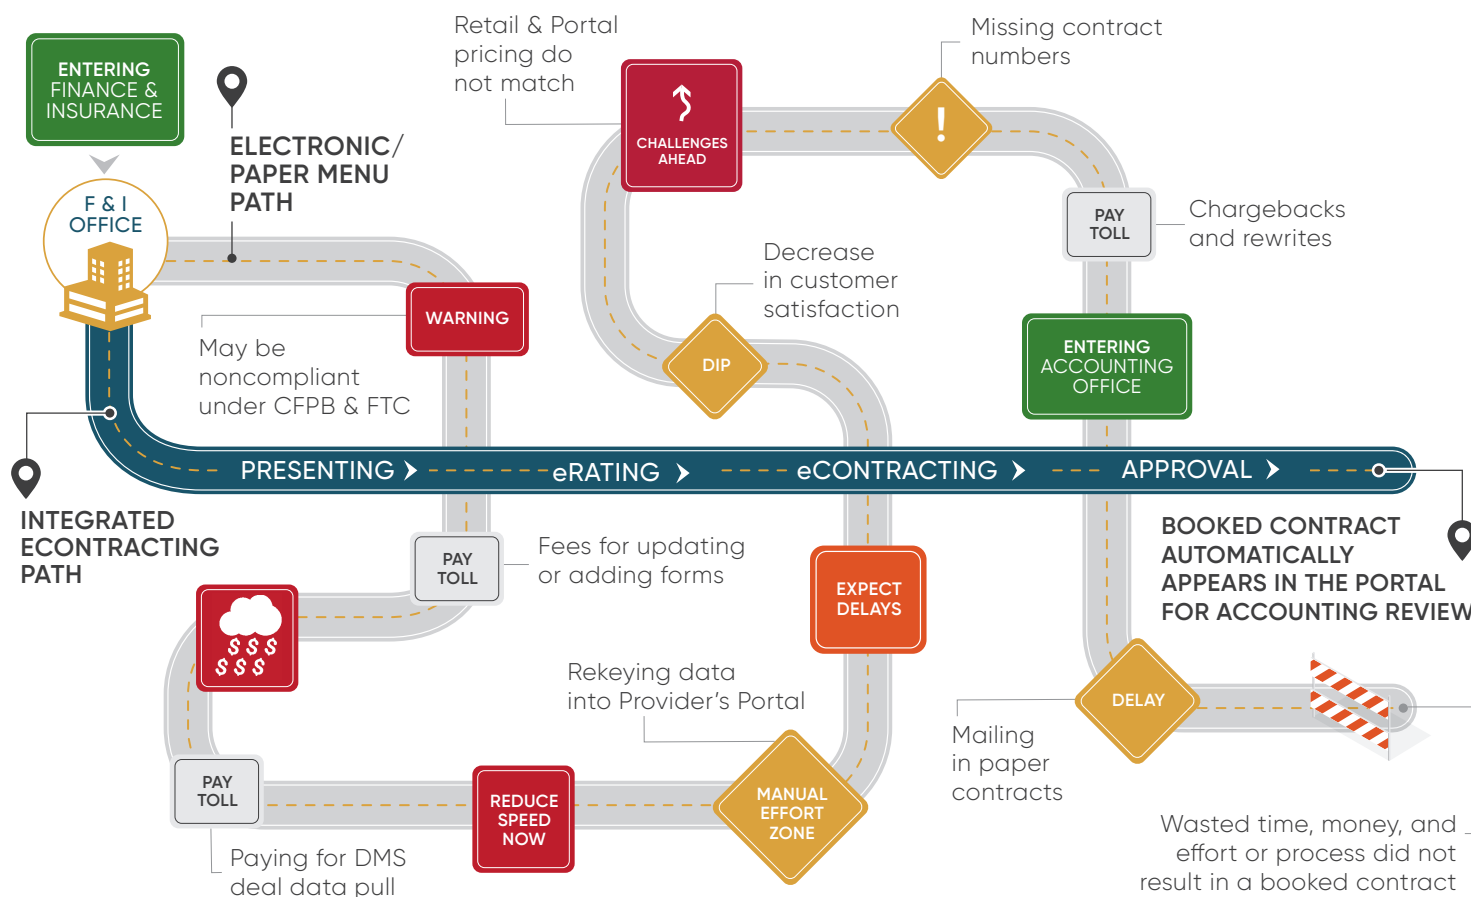 ENTERING
FINANCE &
INSURANCE
F & I
OFFICE
ELECTRONIC/
PAPER MENU
PATH
WARNING
May be
noncompliant
under CFPB & FTC
Retail & Portal
pricing do
not match
CHALLENGES
AHEAD
Missing contract
numbers
!
PAY
TOLL
Chargebacks
and rewrites
Decrease
in customer
satisfaction
DIP
ENTERING
ACCOUNTING
OFFICE
PRESENTING
eRATING
eCONTRACTING
APPROVAL
INTEGRATED
ECONTRACTING
PATH
BOOKED CONTRACT
AUTOMATICALLY
APPEARS IN THE PORTAL
FOR ACCOUNTING REVIEW
PAY
TOLL
Fees for updating
or adding forms
EXPECT
DELAYS
$ $ $
$ $ $
Rekeying data
into Provider's Portal
DELAY
Mailing
in paper
contracts
PAY
TOLL
REDUCE
SPEED
NOW
MANUAL
EFFORT
ZONE
Paying for DMS
deal data pull
Wasted time, money, and
effort or process did not
result in a booked contract